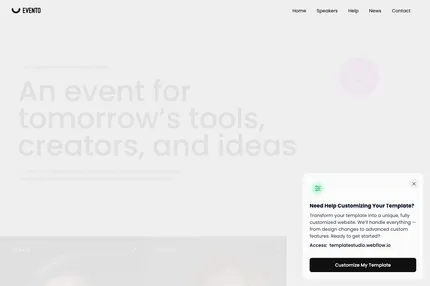 EVENTO
Home Speakers Help News Contact
An event for
tomorrow's tools,
creators, and ideas
Need Help Customizing Your Template?
Transform your template into a unique, fully
customized website. We'll handle everything —
from design changes to advanced custom
features. Ready to get started?
Access: templatestudio.webflow.io
Customize My Template